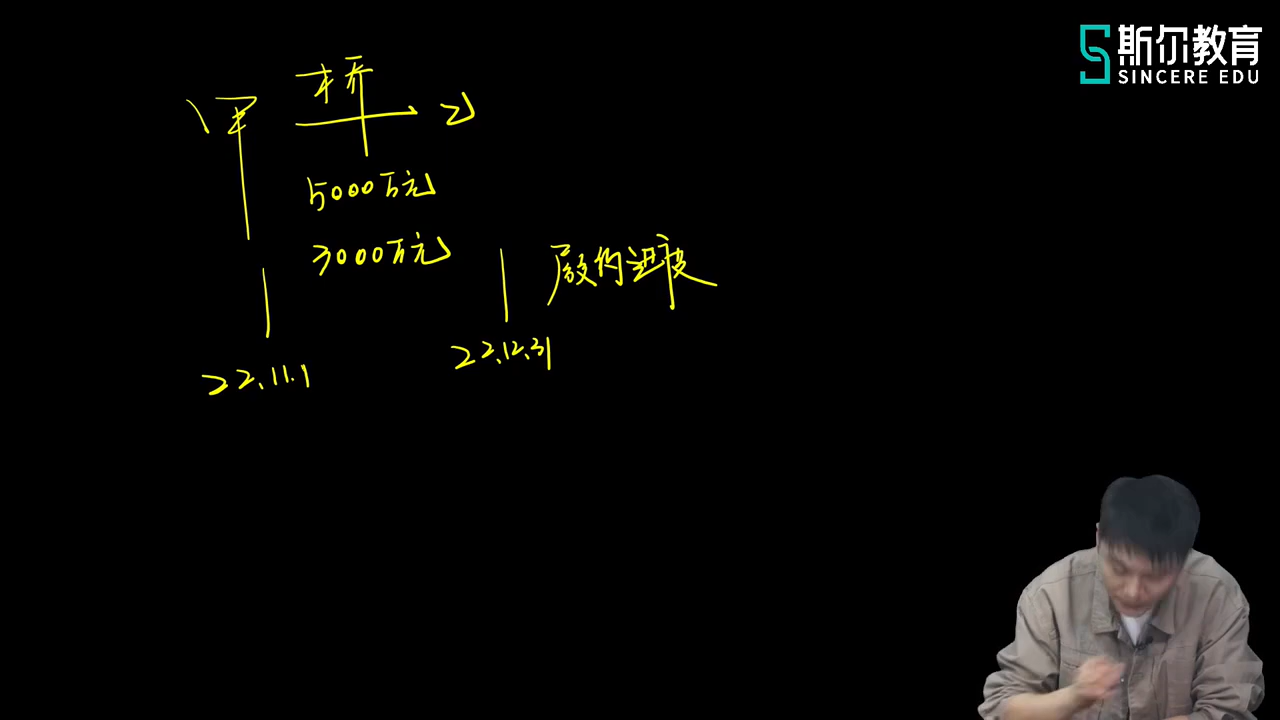 斯尔教育
SINCERE EDU
甲 桥 乙
5000万元
3000万元
履约进度
22.11.1
22.12.31